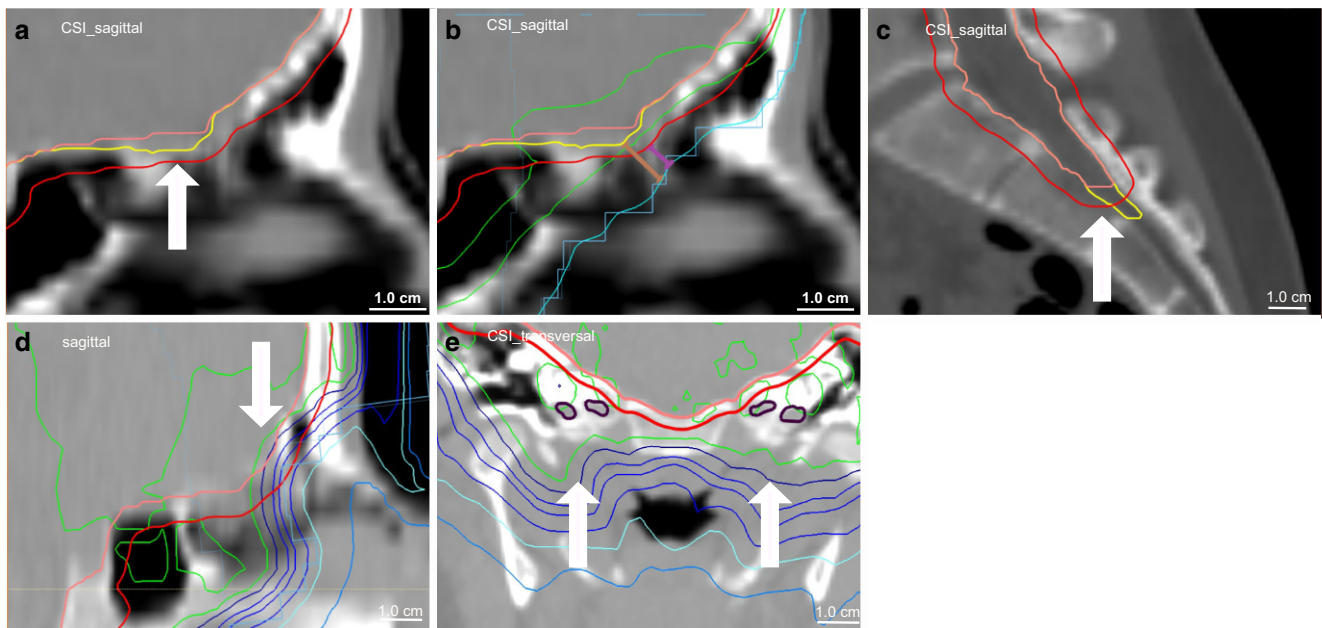 a CSI_sagittal
b CSI_sagittal
c CSI_sagittal
1.0 cm
1.0 cm
1.0 cm
d sagittal
e CSI_transversal
1.0 cm
1.0 cm